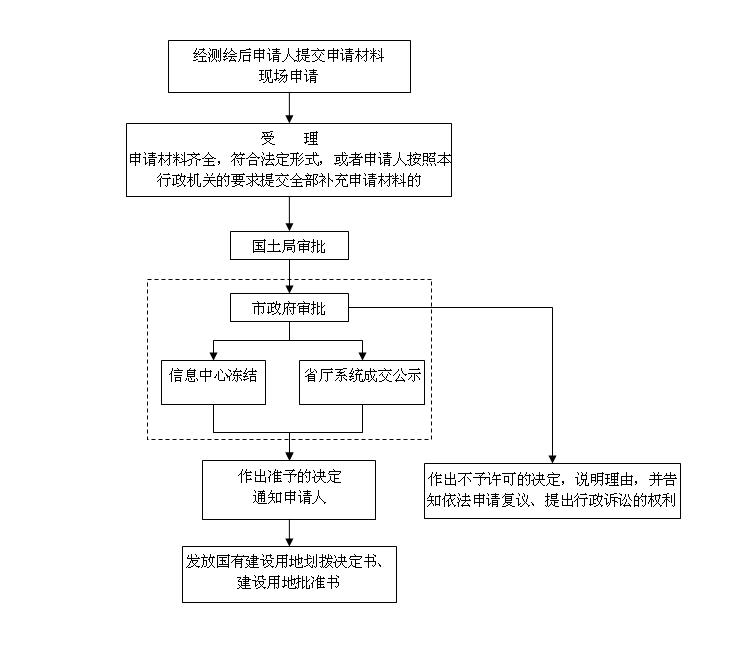 经测绘后申请人提交申请材料
现场申请
受　　理
申请材料齐全，符合法定形式，或者申请人按照本
行政机关的要求提交全部补充申请材料的
国土局审批
市政府审批
信息中心冻结
省厅系统成交公示
作出准予的决定
通知申请人
作出不予许可的决定，说明理由，并告
知依法申请复议、提出行政诉讼的权利
发放国有建设用地划拨决定书、
建设用地批准书